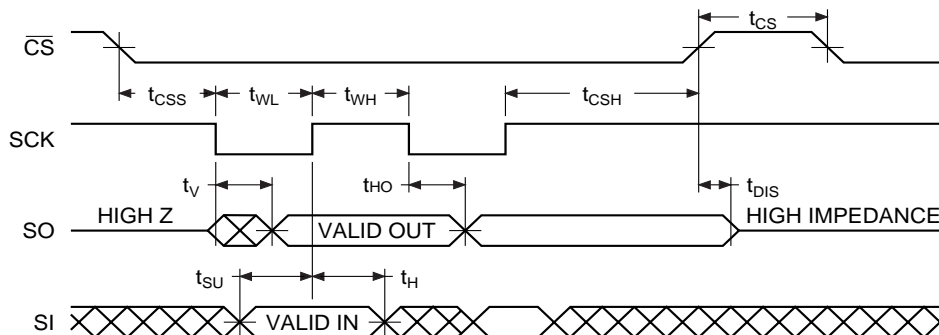 t_CS
C̅S̅
t_CSS t_WL t_WH t_CSH
SCK
t_V t_HO t_DIS
HIGH Z HIGH IMPEDANCE
SO VALID OUT
t_SU t_H
SI VALID IN